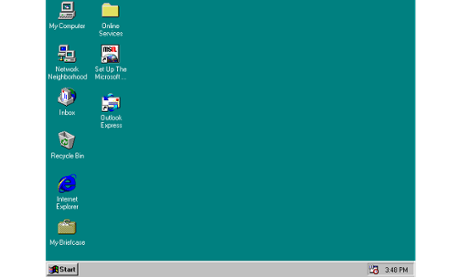 My Computer
Online
Services
Network
Neighborhood
msn
Set Up The
Microsoft ...
Inbox
Outlook
Express
Recycle Bin
Internet
Explorer
My Briefcase
Start
3:48 PM